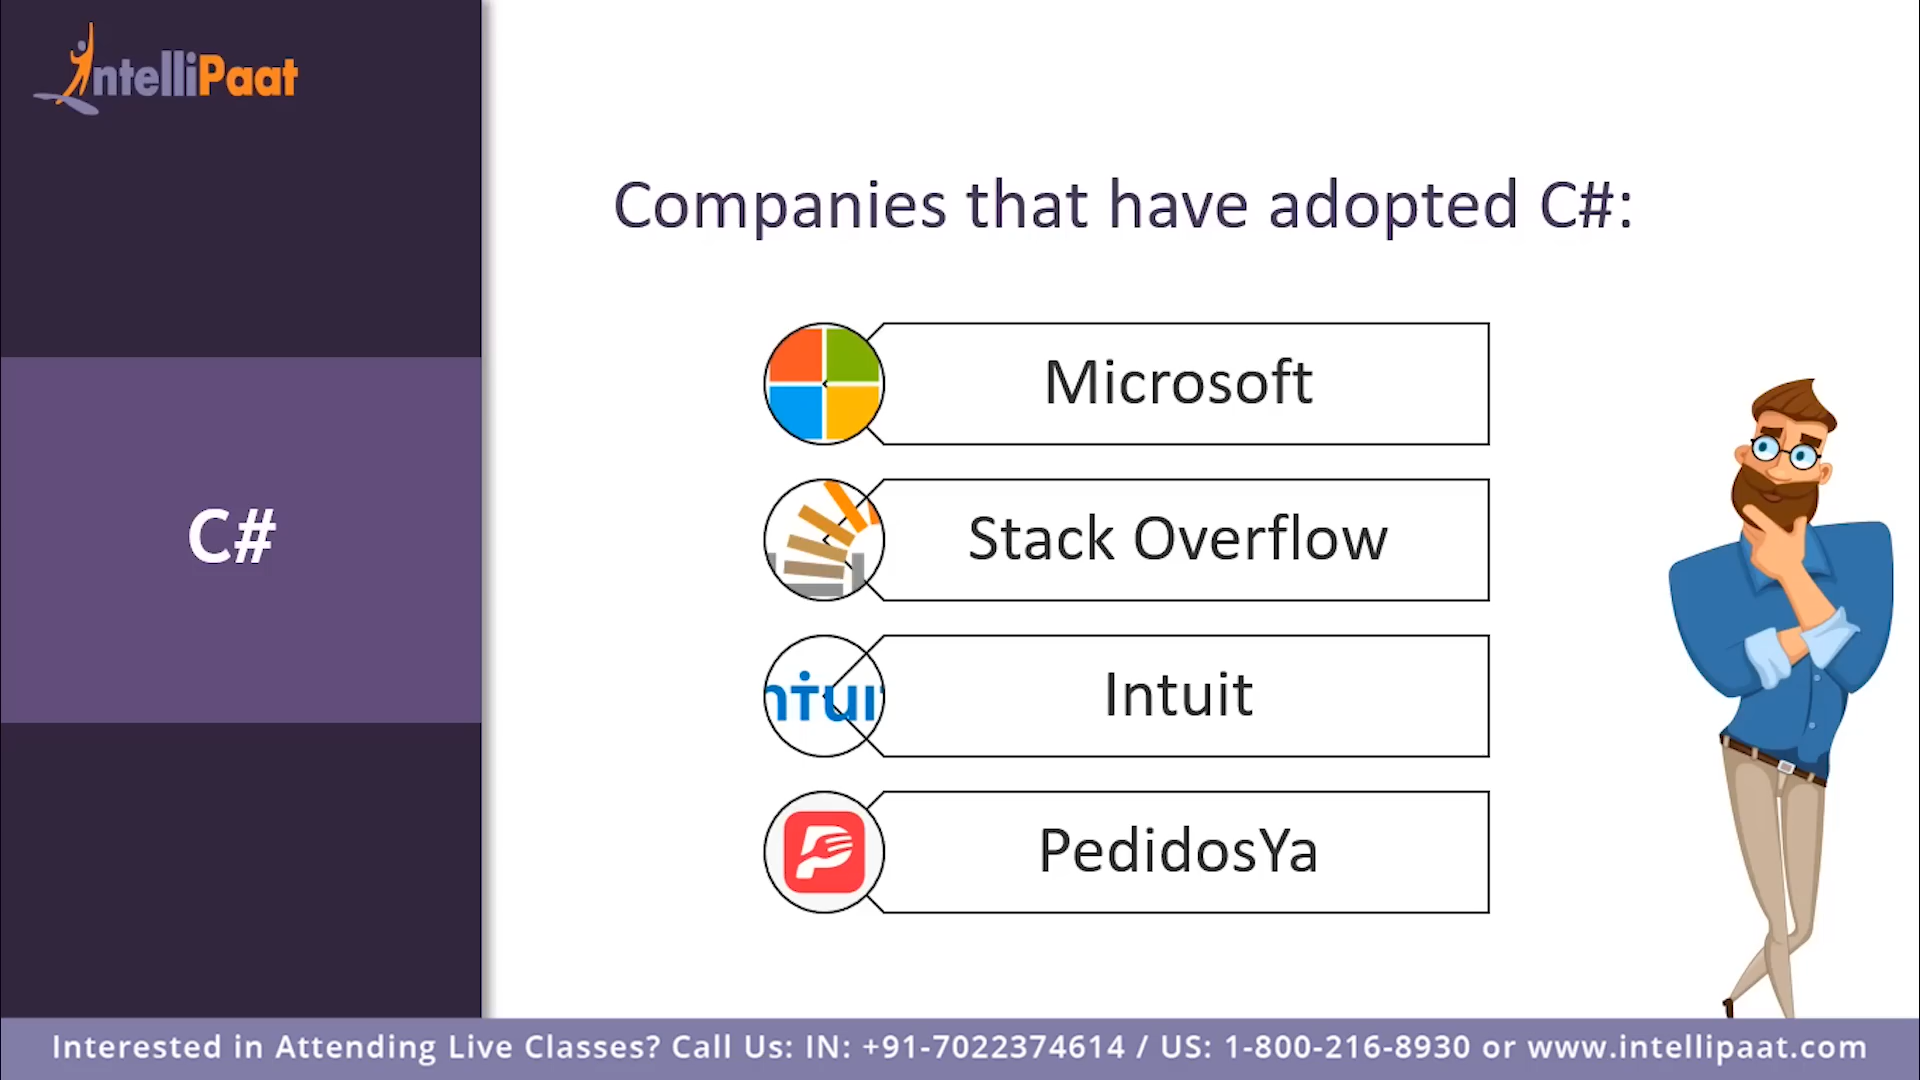 IntelliPaat
Companies that have adopted C#:
C#
Microsoft
Stack Overflow
ntuit
Intuit
PedidosYa
Interested in Attending Live Classes? Call Us: IN: +91-7022374614 / US: 1-800-216-8930 or www.intellipaat.com